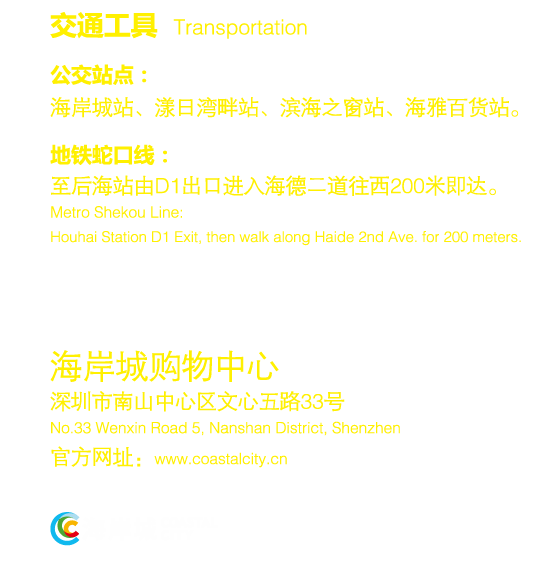 交通工具 Transportation
公交站点：
海岸城站、漾日湾畔站、滨海之窗站、海雅百货站。
地铁蛇口线：
至后海站由D1出口进入海德二道往西200米即达。
Metro Shekou Line:
Houhai Station D1 Exit, then walk along Haide 2nd Ave. for 200 meters.
海岸城购物中心
深圳市南山中心区文心五路33号
No.33 Wenxin Road 5, Nanshan District, Shenzhen
官方网址：www.coastalcity.cn